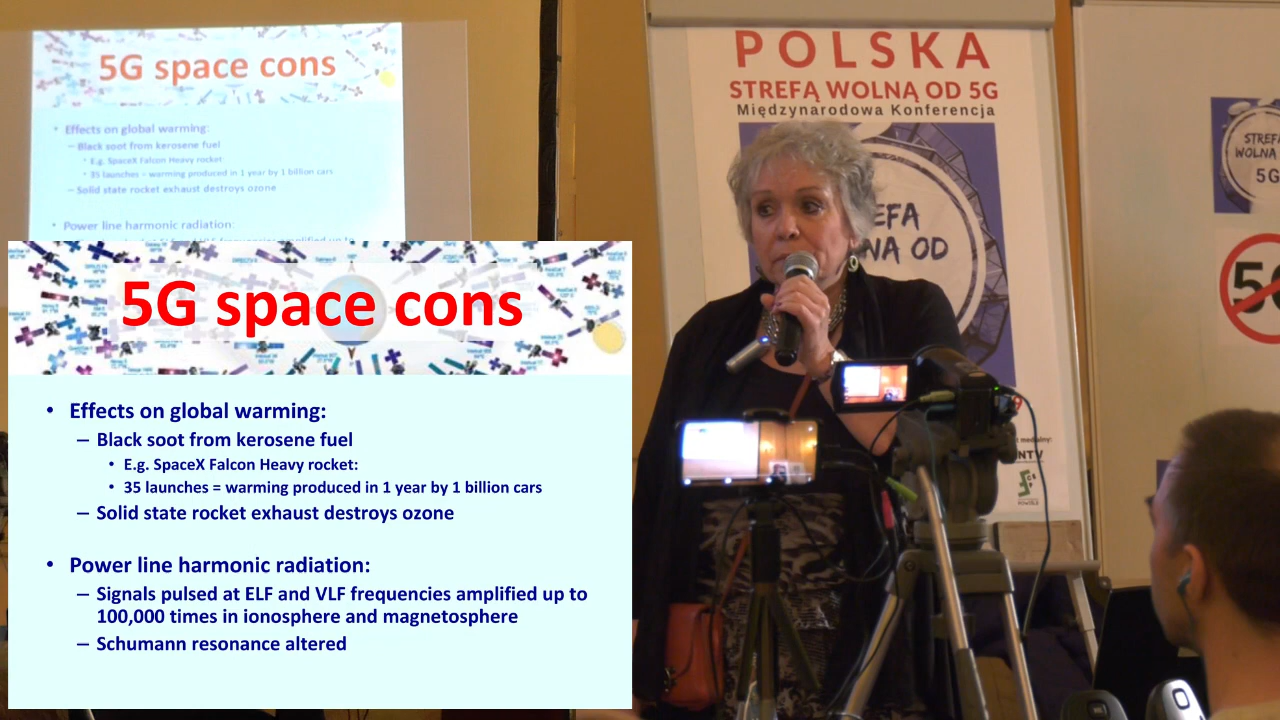 5G space cons
• Effects on global warming:
– Black soot from kerosene fuel
• E.g. SpaceX Falcon Heavy rocket:
• 35 launches = warming produced in 1 year by 1 billion cars
– Solid state rocket exhaust destroys ozone
• Power line harmonic radiation:
POLSKA
STREFĄ WOLNĄ OD 5G
Międzynarodowa Konferencja
EFA
NA OD
STREFA
WOLNA
5G
5G
medialny:
NTV
5G space cons
• Effects on global warming:
– Black soot from kerosene fuel
• E.g. SpaceX Falcon Heavy rocket:
• 35 launches = warming produced in 1 year by 1 billion cars
– Solid state rocket exhaust destroys ozone
• Power line harmonic radiation:
– Signals pulsed at ELF and VLF frequencies amplified up to
100,000 times in ionosphere and magnetosphere
– Schumann resonance altered